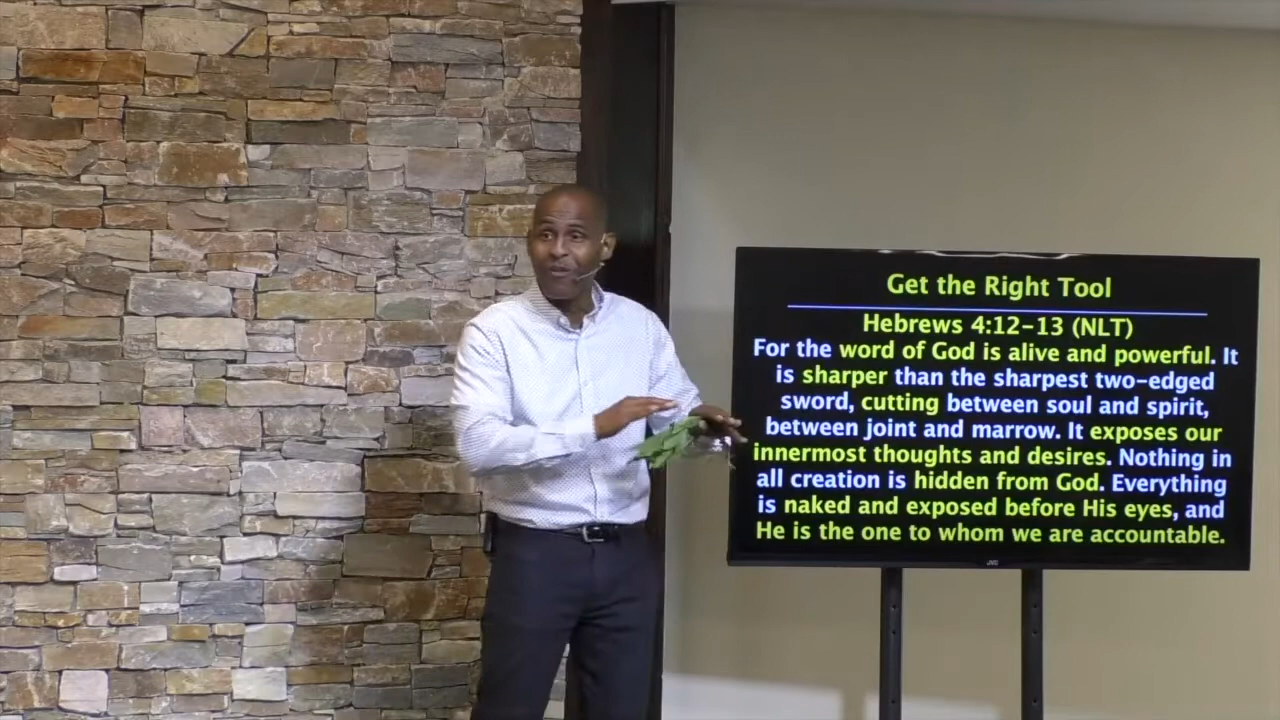 Get the Right Tool
Hebrews 4:12-13 (NLT)
For the word of God is alive and powerful. It
is sharper than the sharpest two-edged
sword, cutting between soul and spirit,
between joint and marrow. It exposes our
innermost thoughts and desires. Nothing in
all creation is hidden from God. Everything
is naked and exposed before His eyes, and
He is the one to whom we are accountable.
JVC